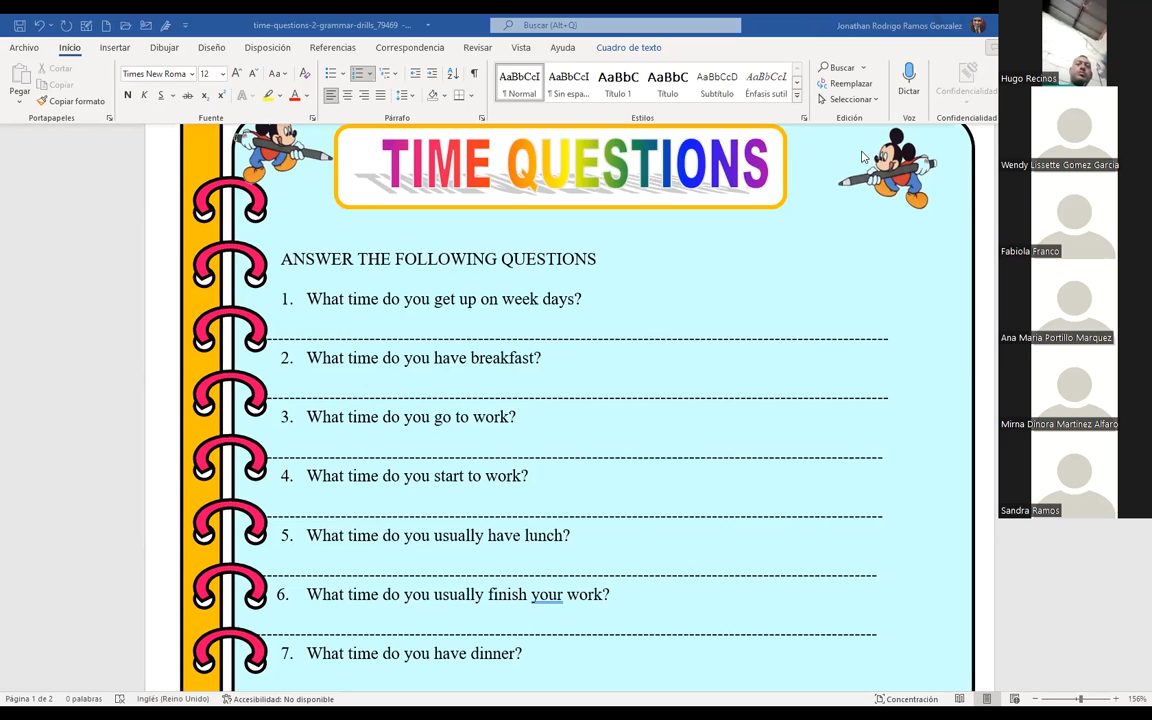 time-questions-2-grammar-drills_79469 -...
Buscar (Alt+Q)
Jonathan Rodrigo Ramos Gonzalez
Archivo Inicio Insertar Dibujar Diseño Disposición Referencias Correspondencia Revisar Vista Ayuda Cuadro de texto
Pegar
Cortar
Copiar
Copiar formato
Portapapeles
Times New Roma 12
N K S
Fuente
Párrafo
AaBbCcI AaBbCcI AaBbC AaBbC AaBbCcD AaBbCcI
¶ Normal ¶ Sin espa... Título 1 Título Subtítulo Énfasis sutil
Estilos
Buscar
Reemplazar
Seleccionar
Edición
Dictar
Voz
Confidencialidad
Confidencialidad
TIME QUESTIONS
ANSWER THE FOLLOWING QUESTIONS
1. What time do you get up on week days?
2. What time do you have breakfast?
3. What time do you go to work?
4. What time do you start to work?
5. What time do you usually have lunch?
6. What time do you usually finish your work?
7. What time do you have dinner?
Hugo Recinos
Wendy Lissette Gomez Garcia
Fabiola Franco
Ana Maria Portillo Marquez
Mirna Dinora Martinez Alfaro
Sandra Ramos
Página 1 de 2 0 palabras Inglés (Reino Unido) Accesibilidad: No disponible Concentración 156%